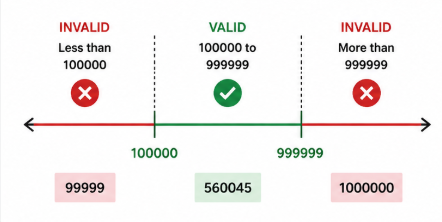 INVALID
Less than
100000
VALID
100000 to
999999
INVALID
More than
999999
100000
999999
99999
560045
1000000